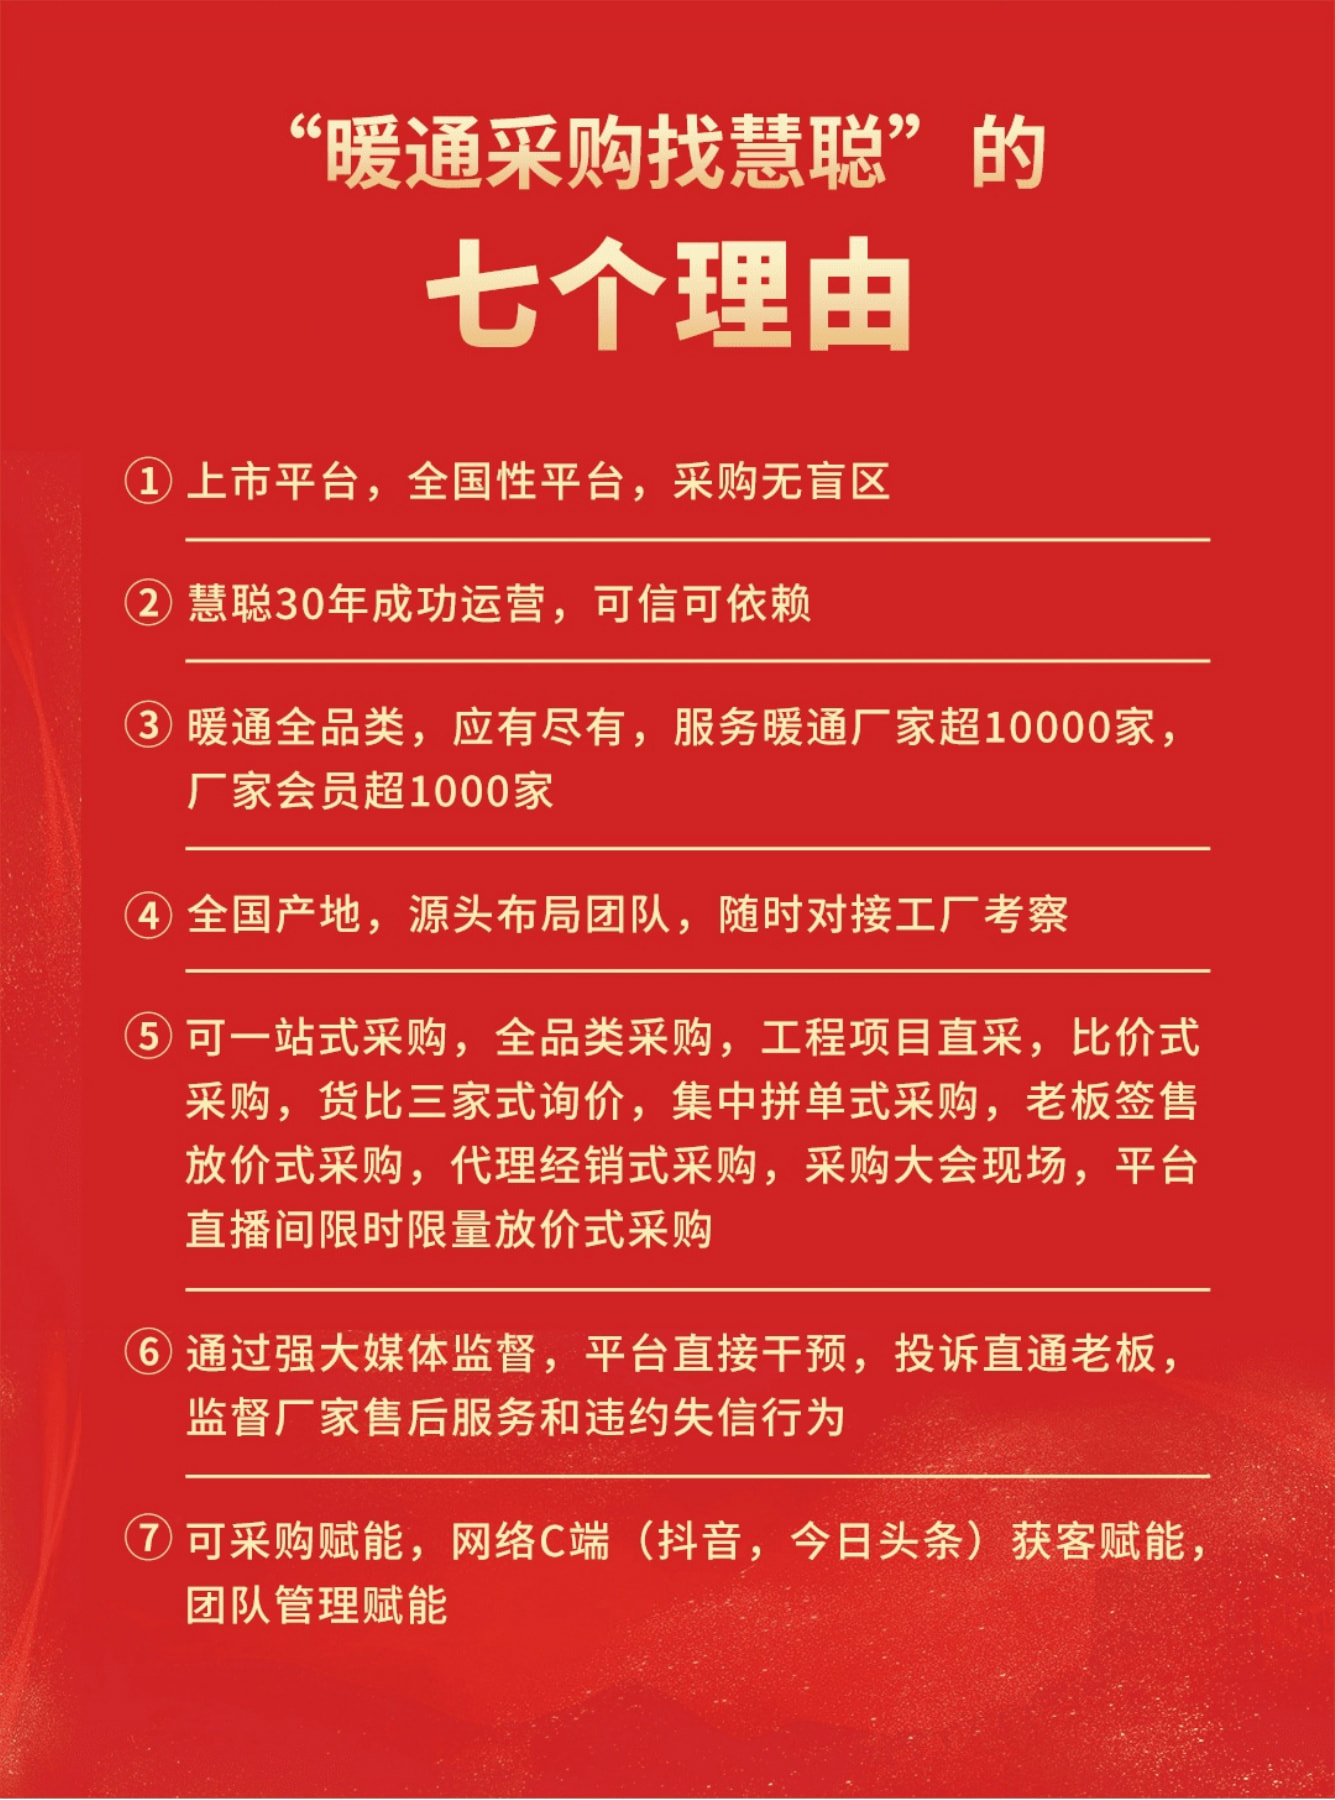 “暖通采购找慧聪”的
七个理由
① 上市平台，全国性平台，采购无盲区
② 慧聪30年成功运营，可信可依赖
③ 暖通全品类，应有尽有，服务暖通厂家超10000家，
厂家会员超1000家
④ 全国产地，源头布局团队，随时对接工厂考察
⑤ 可一站式采购，全品类采购，工程项目直采，比价式
采购，货比三家式询价，集中拼单式采购，老板签售
放价式采购，代理经销式采购，采购大会现场，平台
直播间限时限量放价式采购
⑥ 通过强大媒体监督，平台直接干预，投诉直通老板，
监督厂家售后服务和违约失信行为
⑦ 可采购赋能，网络C端（抖音，今日头条）获客赋能，
团队管理赋能